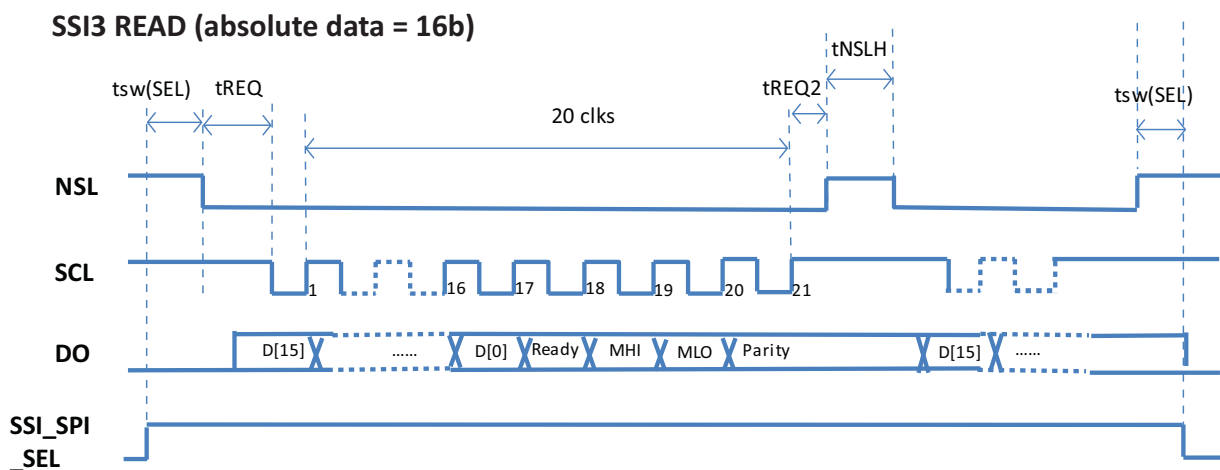 SSI3 READ (absolute data = 16b)
tNSLH
tsw(SEL) tREQ tREQ2 tsw(SEL)
20 clks
NSL
SCL
1 16 17 18 19 20 21
DO
D[15] ...... D[0] Ready MHI MLO Parity D[15] ......
SSI_SPI
_SEL